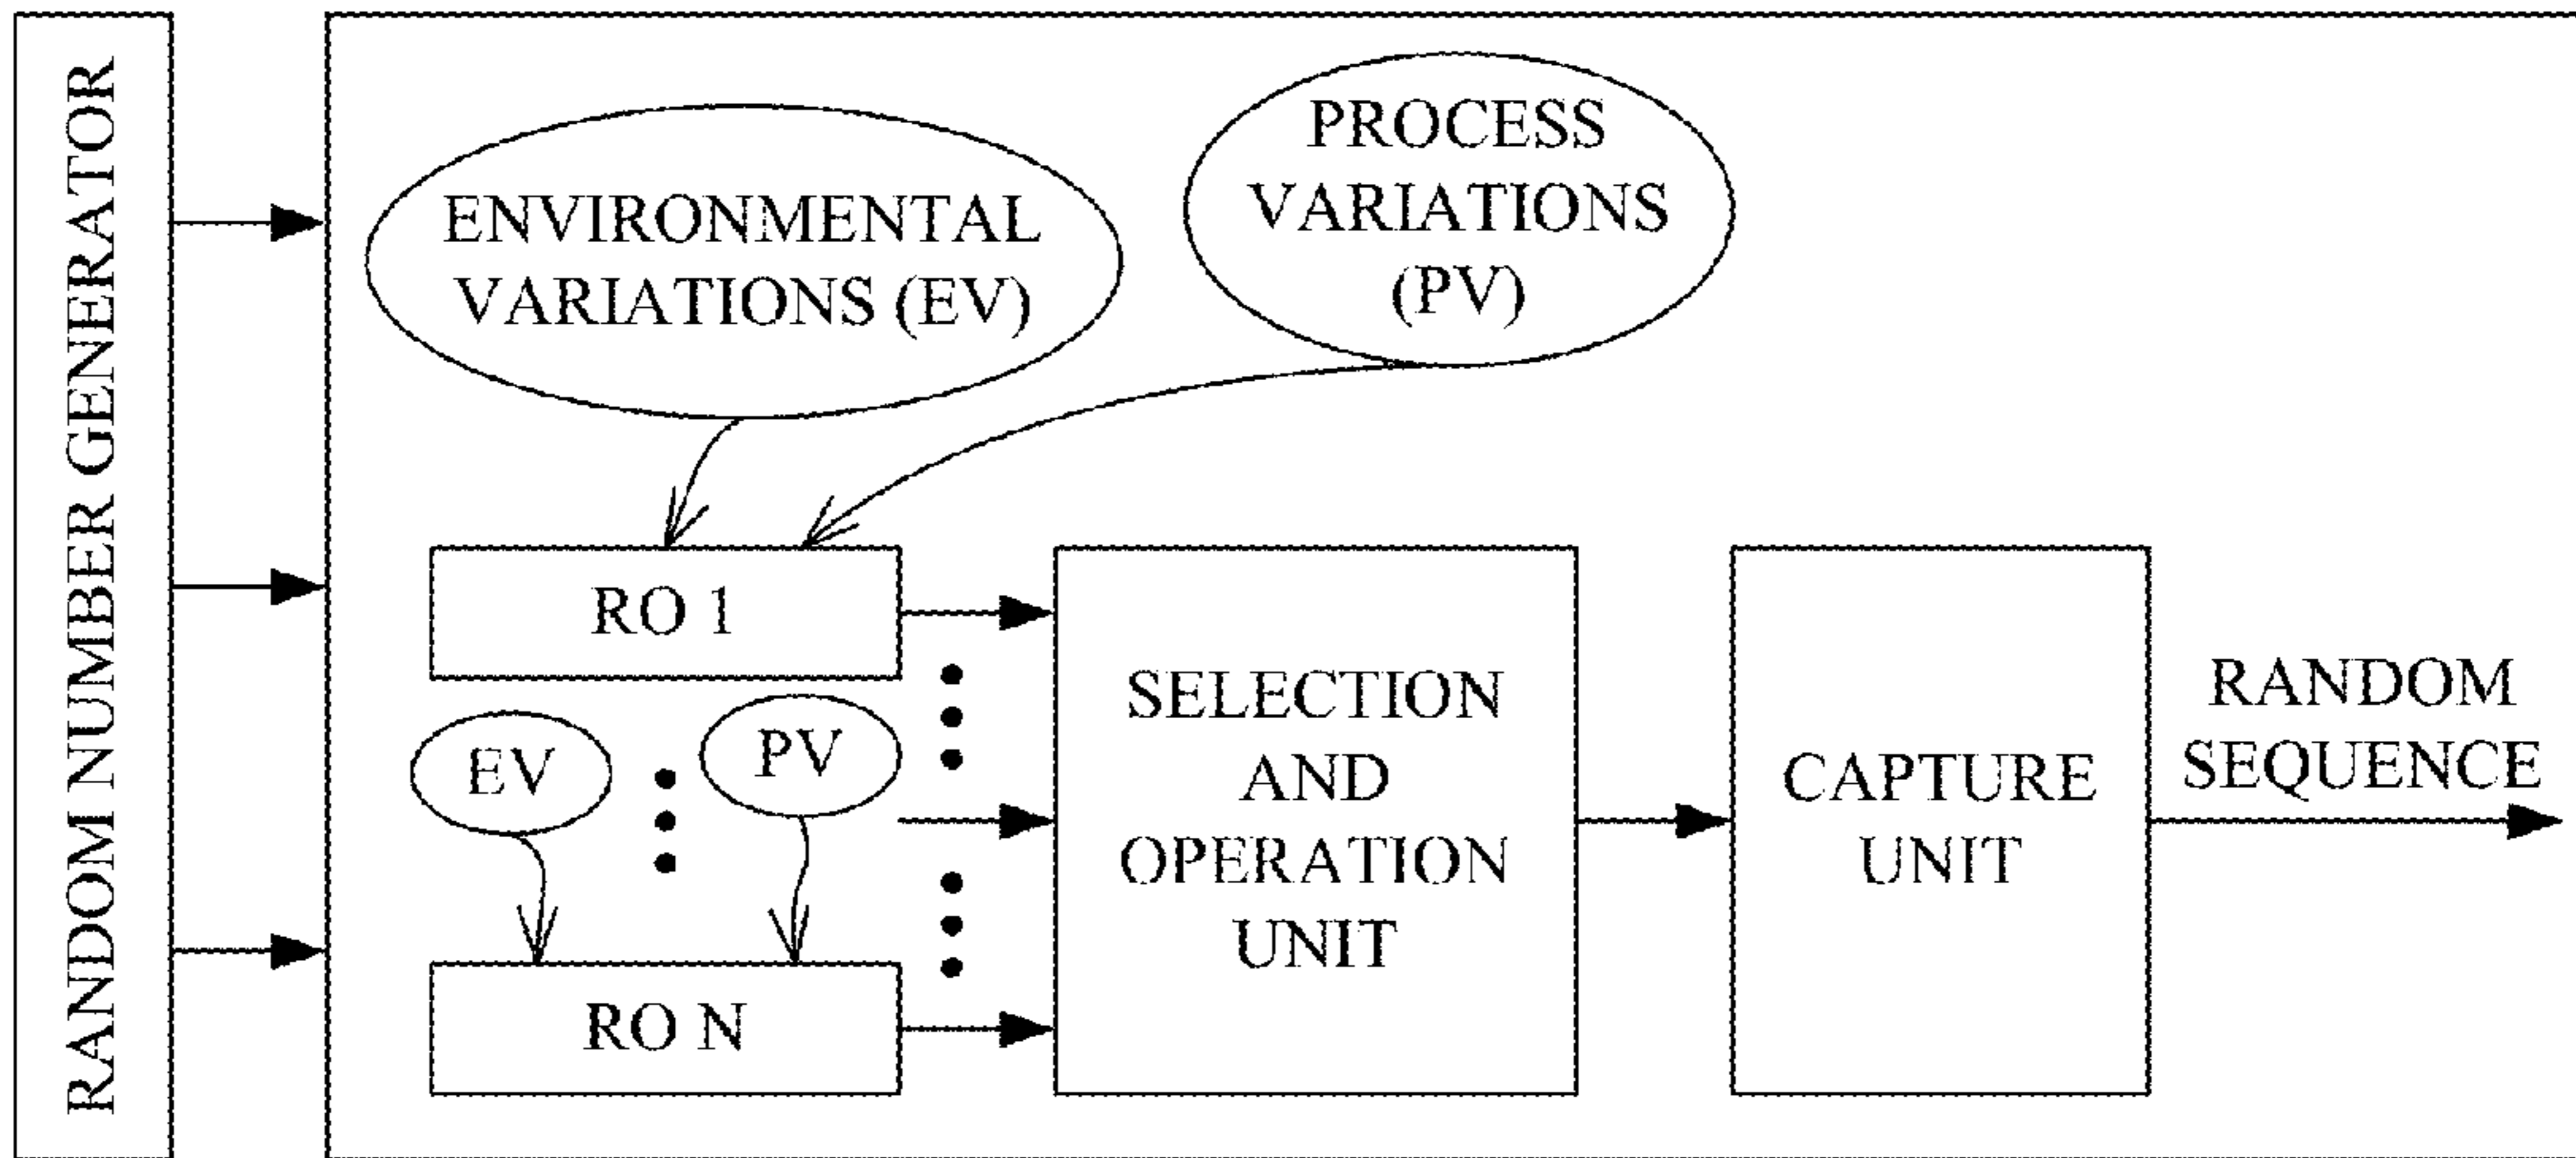 RANDOM NUMBER GENERATOR
ENVIRONMENTAL
VARIATIONS (EV)
PROCESS
VARIATIONS
(PV)
RO 1
EV
PV
RO N
SELECTION
AND
OPERATION
UNIT
CAPTURE
UNIT
RANDOM
SEQUENCE